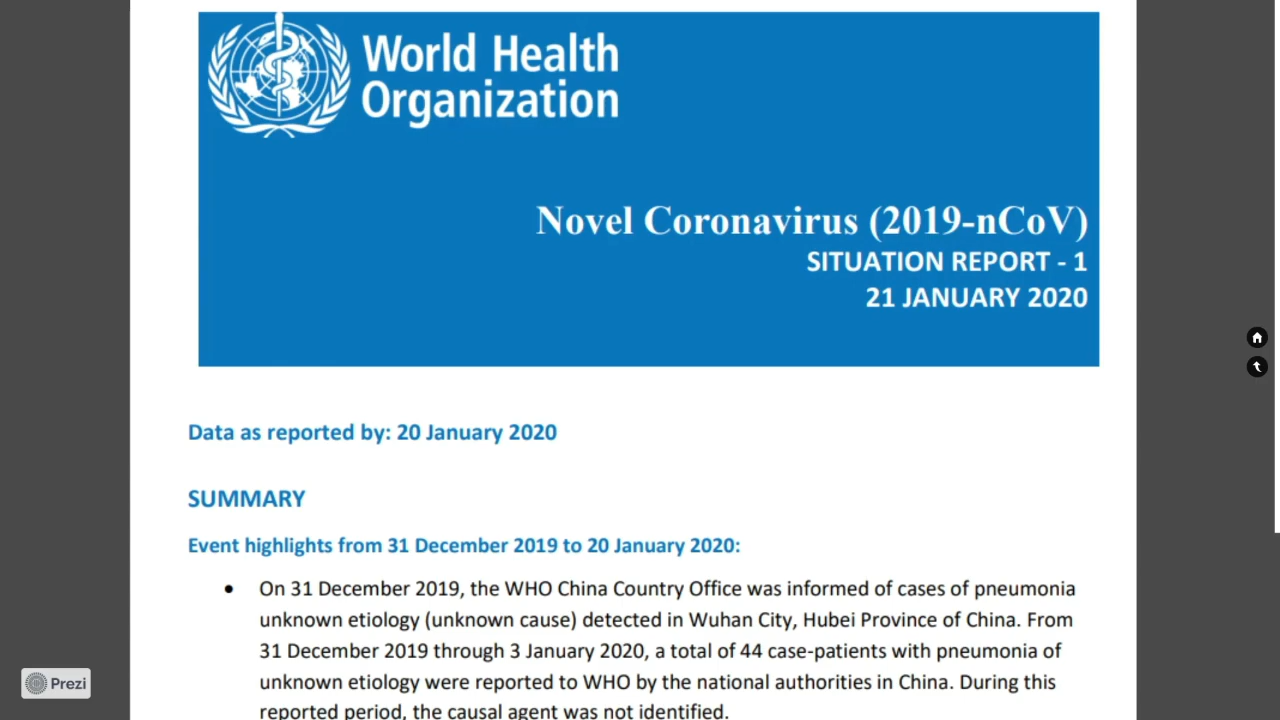 World Health
Organization
Novel Coronavirus (2019-nCoV)
SITUATION REPORT - 1
21 JANUARY 2020
Data as reported by: 20 January 2020
SUMMARY
Event highlights from 31 December 2019 to 20 January 2020:
• On 31 December 2019, the WHO China Country Office was informed of cases of pneumonia
unknown etiology (unknown cause) detected in Wuhan City, Hubei Province of China. From
31 December 2019 through 3 January 2020, a total of 44 case-patients with pneumonia of
unknown etiology were reported to WHO by the national authorities in China. During this
reported period, the causal agent was not identified.
Prezi